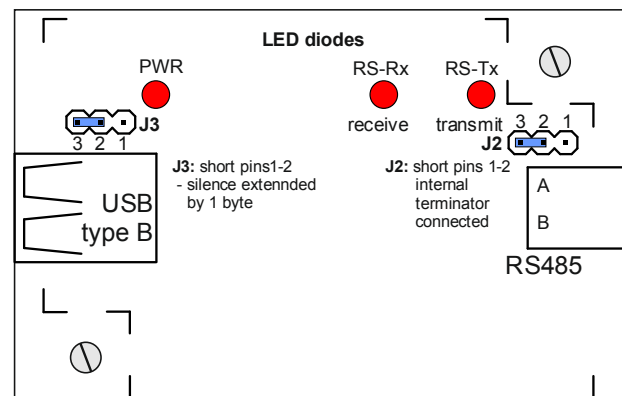 LED diodes
PWR
RS-Rx
RS-Tx
receive
transmit
J3
3 2 1
3 2 1
J2
J3: short pins1-2
- silence extennded
by 1 byte
J2: short pins 1-2
internal
terminator
connected
USB
type B
A
B
RS485